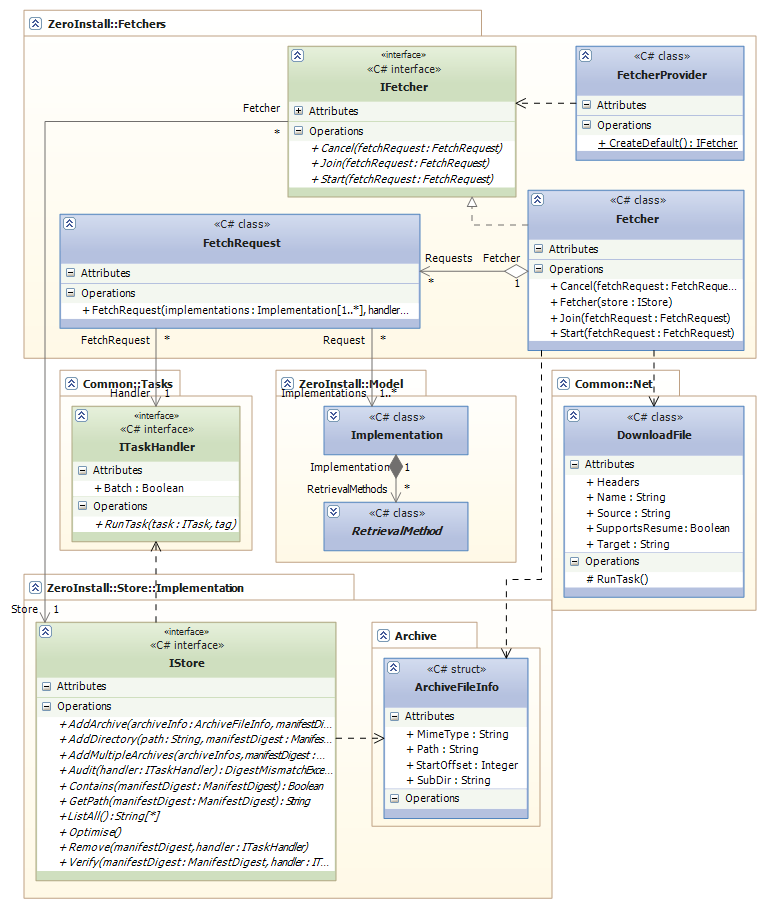 ZeroInstall::Fetchers
«interface»
«C# interface»
IFetcher
Attributes
Operations
+ Cancel(fetchRequest : FetchRequest)
+ Join(fetchRequest : FetchRequest)
+ Start(fetchRequest : FetchRequest)
«C# class»
FetcherProvider
Attributes
Operations
+ CreateDefault() : IFetcher
Fetcher
*
«C# class»
Fetcher
Attributes
Operations
+ Cancel(fetchRequest : FetchReque...
+ Fetcher(store : IStore)
+ Join(fetchRequest : FetchRequest)
+ Start(fetchRequest : FetchRequest)
«C# class»
FetchRequest
Attributes
Operations
+ FetchRequest(implementations : Implementation[1..*], handler...
Requests
Fetcher
*
1
FetchRequest
*
Request
*
Common::Tasks
Handler
1
«interface»
«C# interface»
ITaskHandler
Attributes
+ Batch : Boolean
Operations
+ RunTask(task : ITask, tag)
ZeroInstall::Model
Implementations
1..*
«C# class»
Implementation
Implementation
1
RetrievalMethods
*
«C# class»
RetrievalMethod
Common::Net
«C# class»
DownloadFile
Attributes
+ Headers
+ Name : String
+ Source : String
+ SupportsResume : Boolean
+ Target : String
Operations
# RunTask()
ZeroInstall::Store::Implementation
Store
1
«interface»
«C# interface»
IStore
Attributes
Operations
+ AddArchive(archiveInfo : ArchiveFileInfo, manifestDi...
+ AddDirectory(path : String, manifestDigest : Manifes...
+ AddMultipleArchives(archiveInfos, manifestDigest : ...
+ Audit(handler : ITaskHandler) : DigestMismatchExce...
+ Contains(manifestDigest : ManifestDigest) : Boolean
+ GetPath(manifestDigest : ManifestDigest) : String
+ ListAll() : String[*]
+ Optimise()
+ Remove(manifestDigest, handler : ITaskHandler)
+ Verify(manifestDigest : ManifestDigest, handler : IT...
Archive
«C# struct»
ArchiveFileInfo
Attributes
+ MimeType : String
+ Path : String
+ StartOffset : Integer
+ SubDir : String
Operations